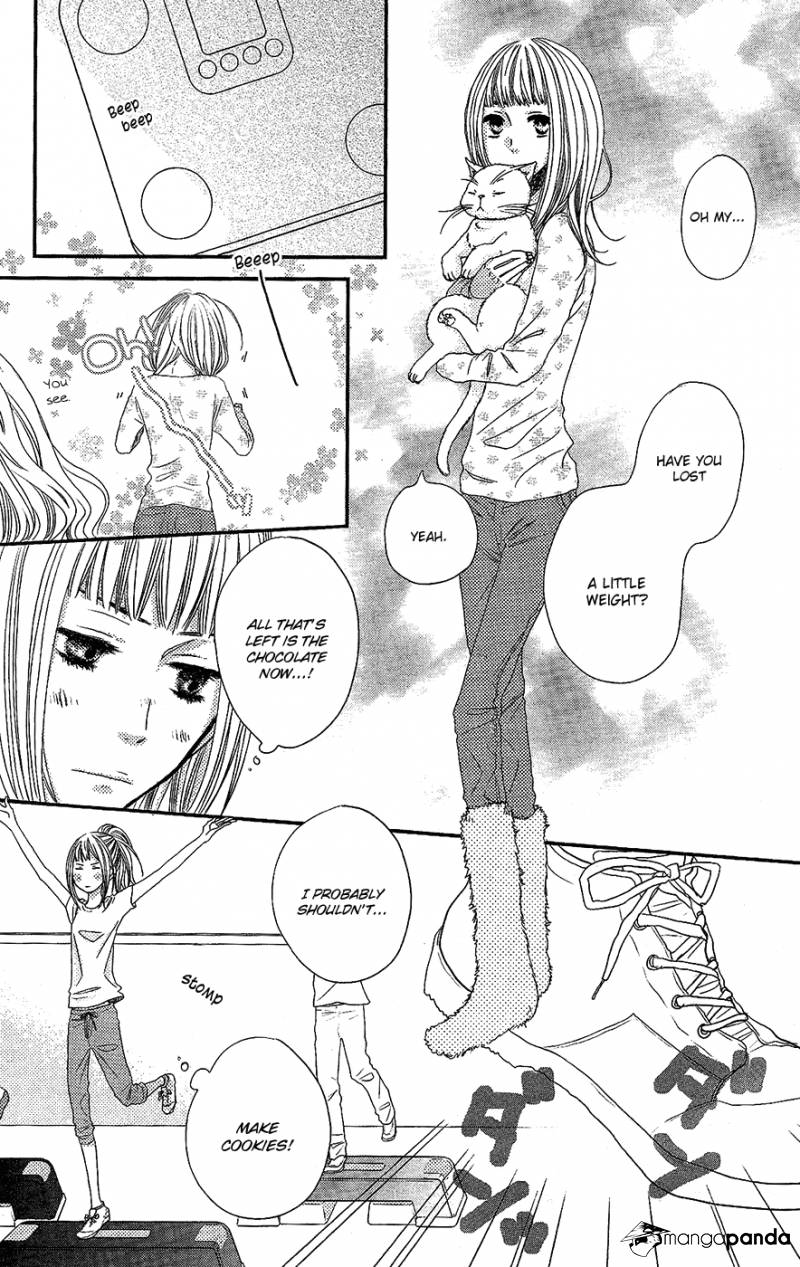 Beep
beep
OH MY...
Beeep
OH!
You
see
HAVE YOU
LOST
A LITTLE
WEIGHT?
YEAH.
ALL THAT'S
LEFT IS THE
CHOCOLATE
NOW...!
I PROBABLY
SHOULDN'T...
stomp
MAKE
COOKIES!
ダン
ダン
mangapanda